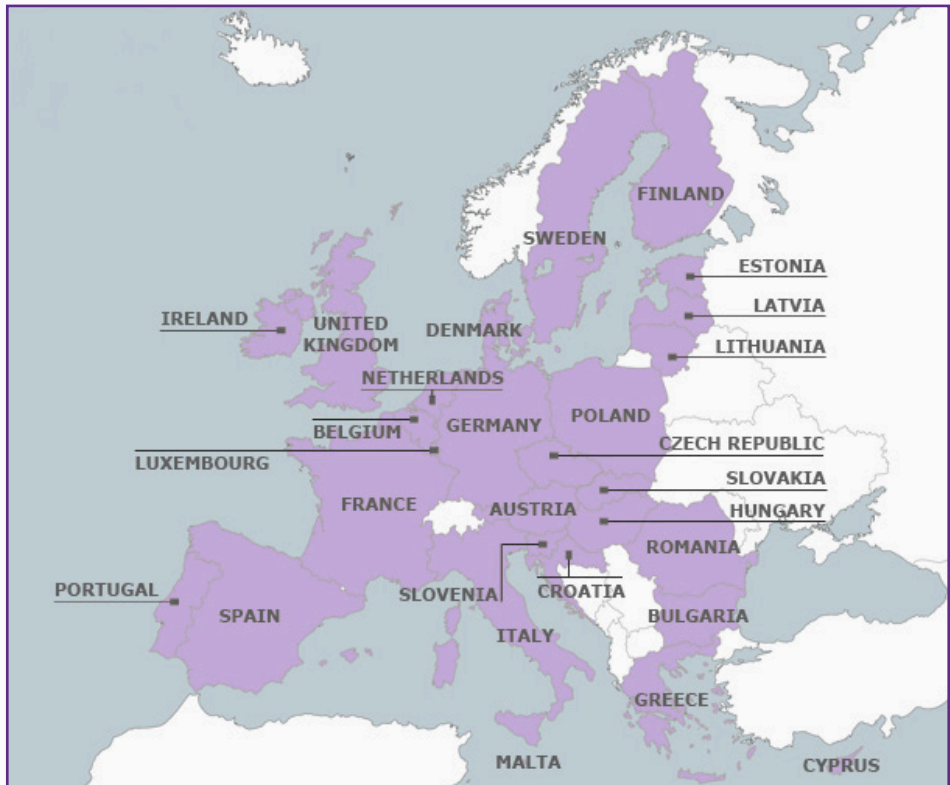 FINLAND
SWEDEN
ESTONIA
LATVIA
LITHUANIA
IRELAND
UNITED
KINGDOM
DENMARK
NETHERLANDS
BELGIUM
LUXEMBOURG
GERMANY
POLAND
CZECH REPUBLIC
SLOVAKIA
HUNGARY
FRANCE
AUSTRIA
ROMANIA
PORTUGAL
SPAIN
SLOVENIA
CROATIA
ITALY
BULGARIA
GREECE
MALTA
CYPRUS